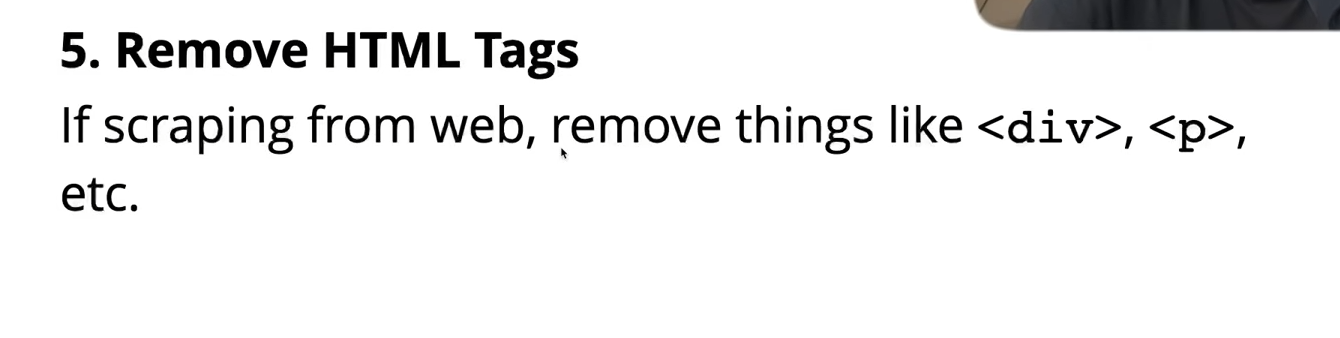 5. Remove HTML Tags
If scraping from web, remove things like <div>, <p>,
etc.